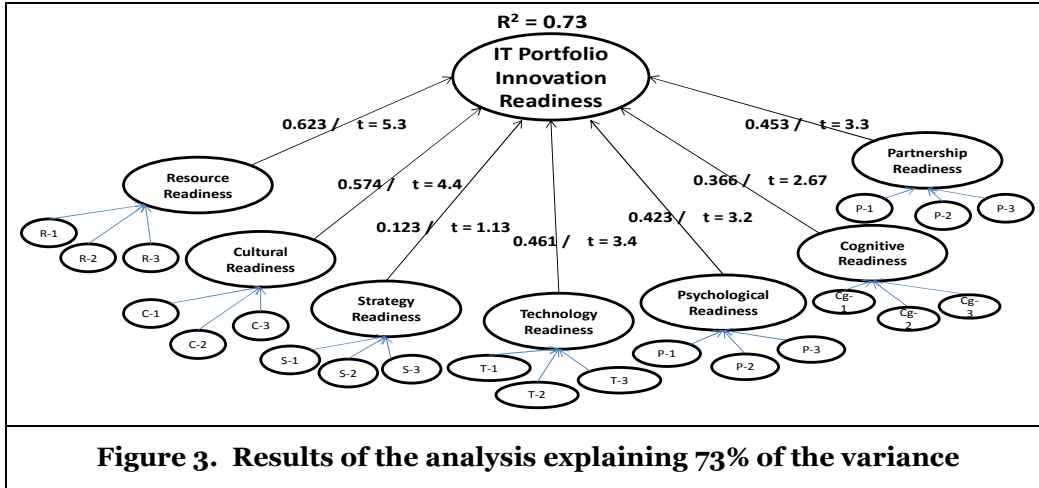 R² = 0.73
IT Portfolio
Innovation
Readiness
0.623 / t = 5.3
0.453 / t = 3.3
Resource
Readiness
Partnership
Readiness
0.574 / t = 4.4
0.366 / t = 2.67
R-1
R-2
R-3
P-1
P-2
P-3
0.123 / t = 1.13
0.461 / t = 3.4
0.423 / t = 3.2
Cultural
Readiness
Cognitive
Readiness
C-1
C-2
C-3
Strategy
Readiness
Technology
Readiness
Psychological
Readiness
Cg-
1
Cg-
2
Cg-
3
S-1
S-2
S-3
T-1
T-2
T-3
P-1
P-2
P-3
Figure 3. Results of the analysis explaining 73% of the variance